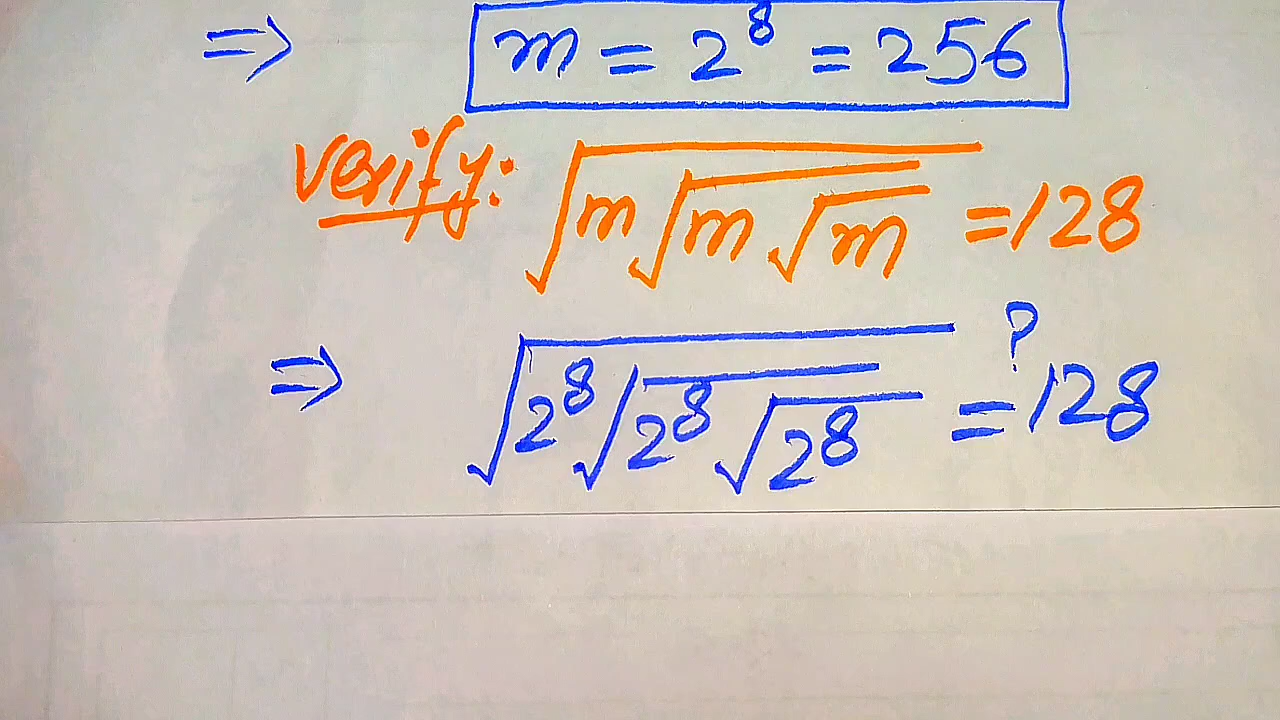 ⇒ m = 2⁸ = 256
verify: √(m√(m√m)) = 128
⇒ √(2⁸√(2⁸√(2⁸))) =? 128